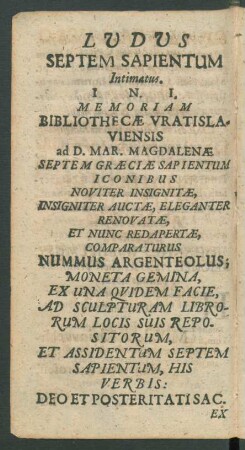 LUDUS
SEPTEM SAPIENTUM
Intimatus.
I. N. I.
MEMORIAM
BIBLIOTHECÆ VRATISLA-
VIENSIS
ad D. MAR. MAGDALENÆ
SEPTEM GRÆCIÆ SAPIENTUM
ICONIBUS
NOVITER INSIGNITÆ,
INSIGNITER AUCTÆ, ELEGANTER
RENOVATÆ,
ET NUNC REDAPERTÆ,
COMPARATURUS
NUMMUS ARGENTEOLUS;
MONETA GEMINA,
EX UNA QVIDEM FACIE,
AD SCULPTURAM LIBRO-
RUM LOCIS SUIS REPO-
SITORUM,
ET ASSIDENTUM SEPTEM
SAPIENTUM, HIS
VERBIS:
DEO ET POSTERITATI SAC.
EX